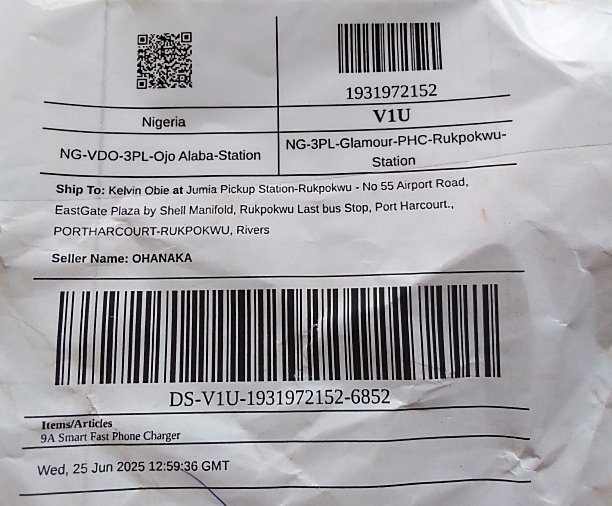 1931972152
Nigeria
V1U
NG-VDO-3PL-Ojo Alaba-Station
NG-3PL-Glamour-PHC-Rukpokwu-
Station
Ship To: Kelvin Obie at Jumia Pickup Station-Rukpokwu - No 55 Airport Road,
EastGate Plaza by Shell Manifold, Rukpokwu Last bus Stop, Port Harcourt.,
PORTHARCOURT-RUKPOKWU, Rivers
Seller Name: OHANAKA
DS-V1U-1931972152-6852
Items/Articles
9A Smart Fast Phone Charger
Wed, 25 Jun 2025 12:59:36 GMT